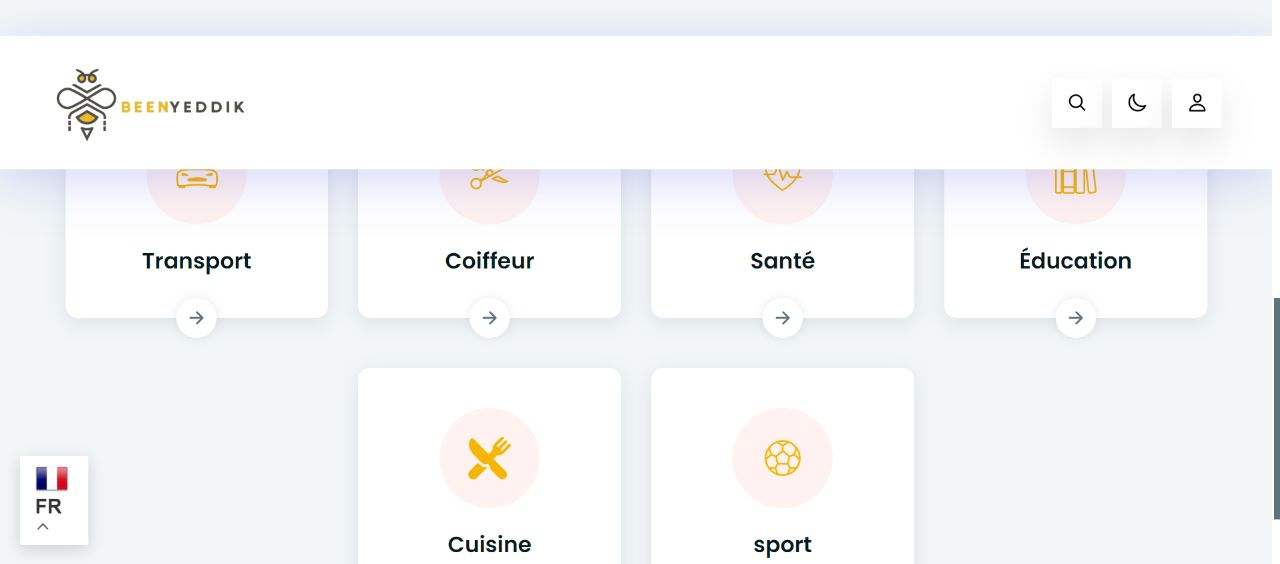 BEENYEDDIK
Transport
Coiffeur
Santé
Éducation
Cuisine
sport
FR